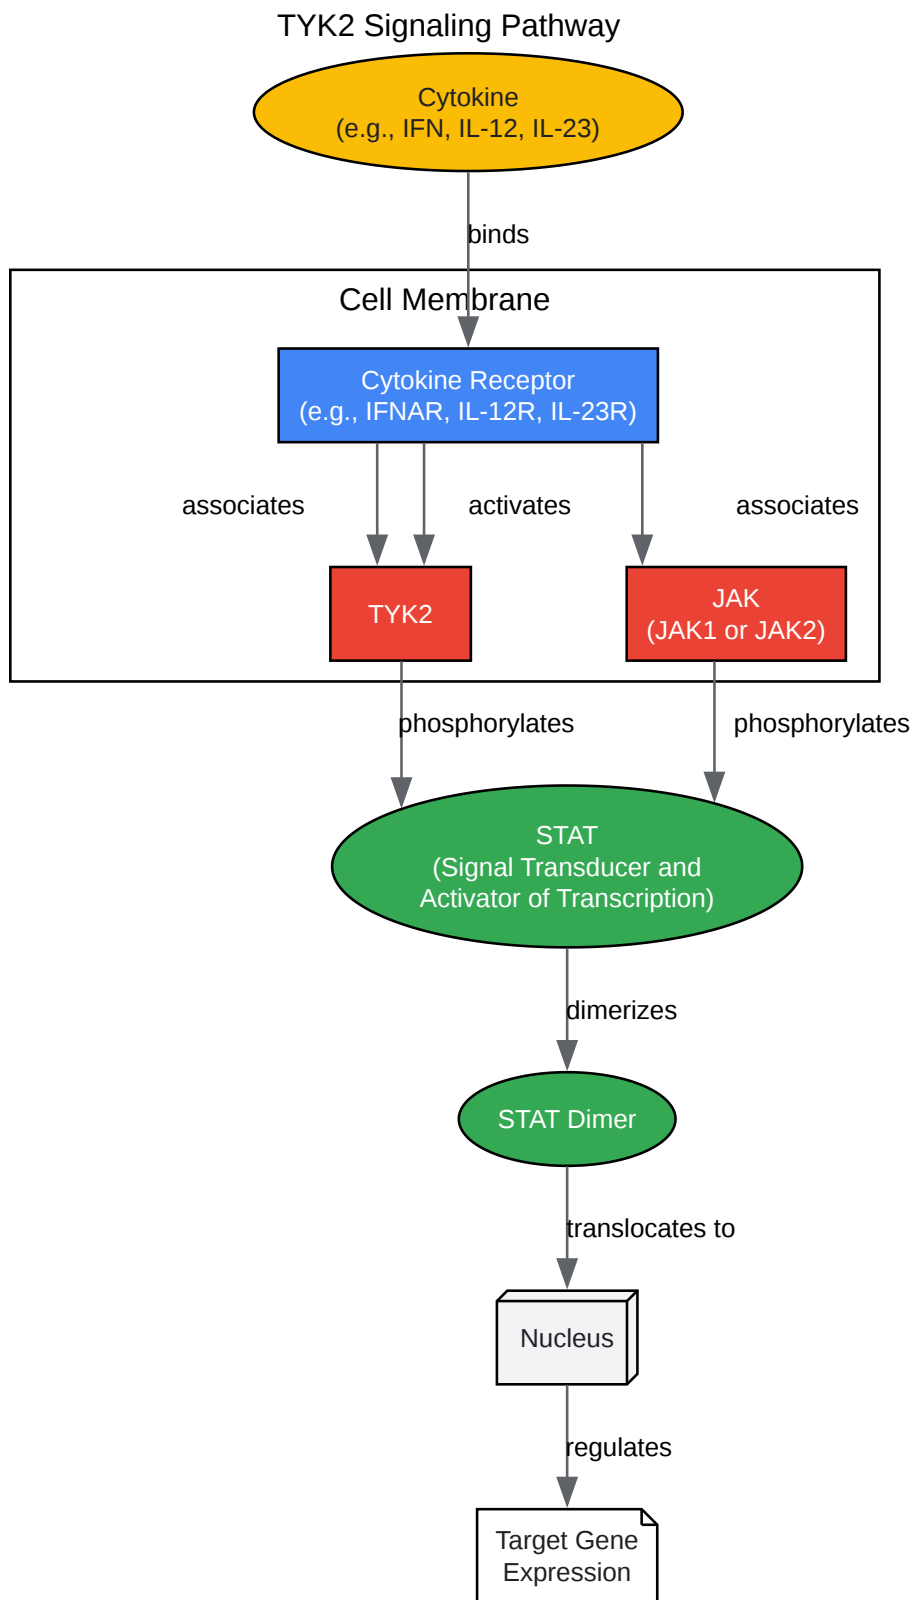 TYK2 Signaling Pathway
Cytokine
(e.g., IFN, IL-12, IL-23)
binds
Cell Membrane
Cytokine Receptor
(e.g., IFNAR, IL-12R, IL-23R)
associates
activates
associates
TYK2
JAK
(JAK1 or JAK2)
phosphorylates
phosphorylates
STAT
(Signal Transducer and
Activator of Transcription)
dimerizes
STAT Dimer
translocates to
Nucleus
regulates
Target Gene
Expression